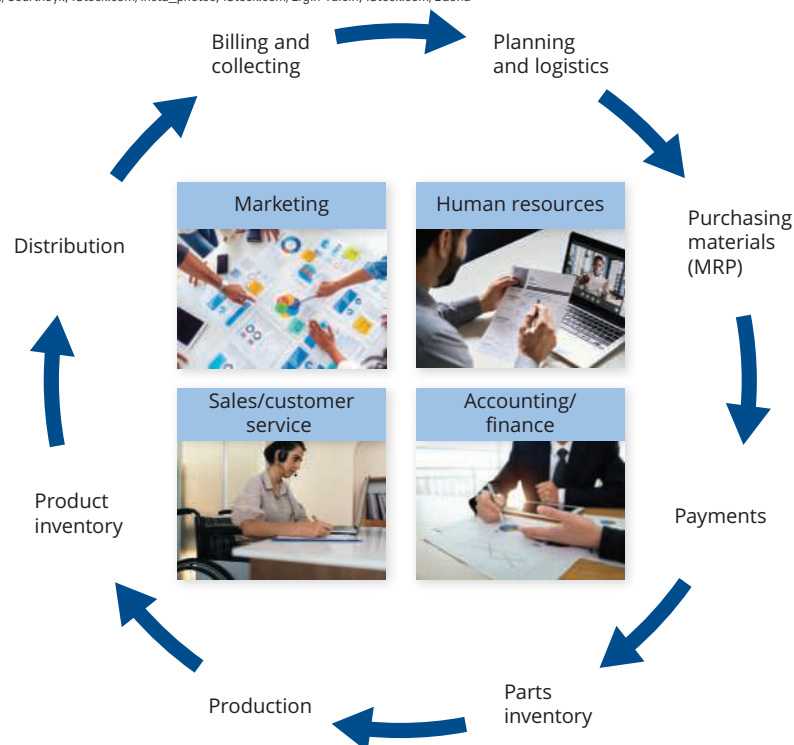 Billing and
collecting
Planning
and logistics
Marketing
Human resources
Purchasing
materials
(MRP)
Distribution
Sales/customer
service
Accounting/
finance
Product
inventory
Payments
Production
Parts
inventory